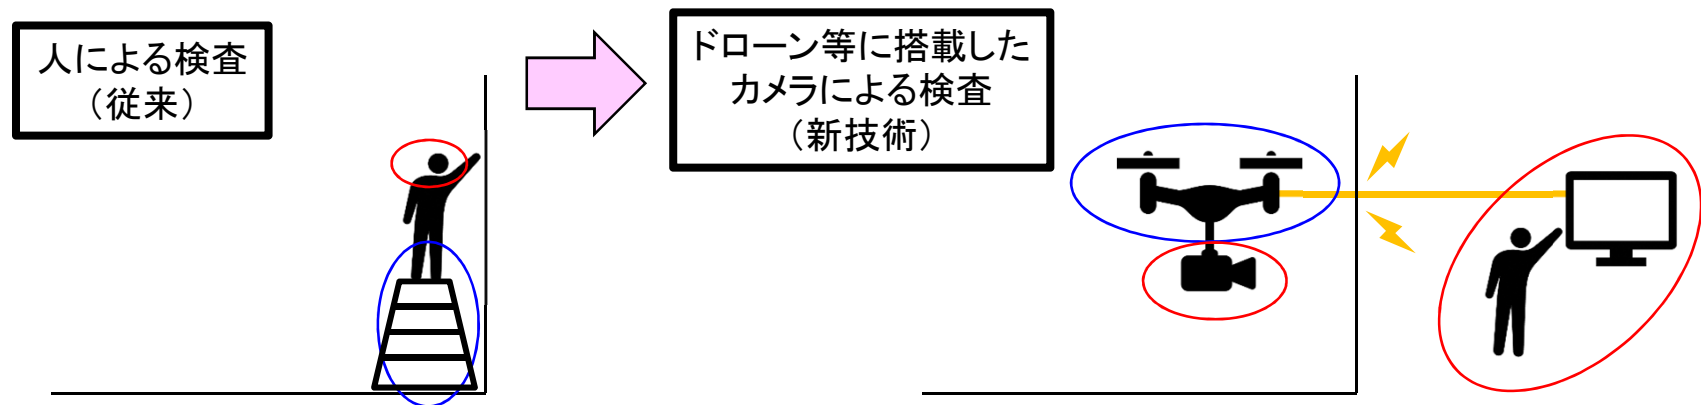 人による検査
（従来）
ドローン等に搭載した
カメラによる検査
（新技術）